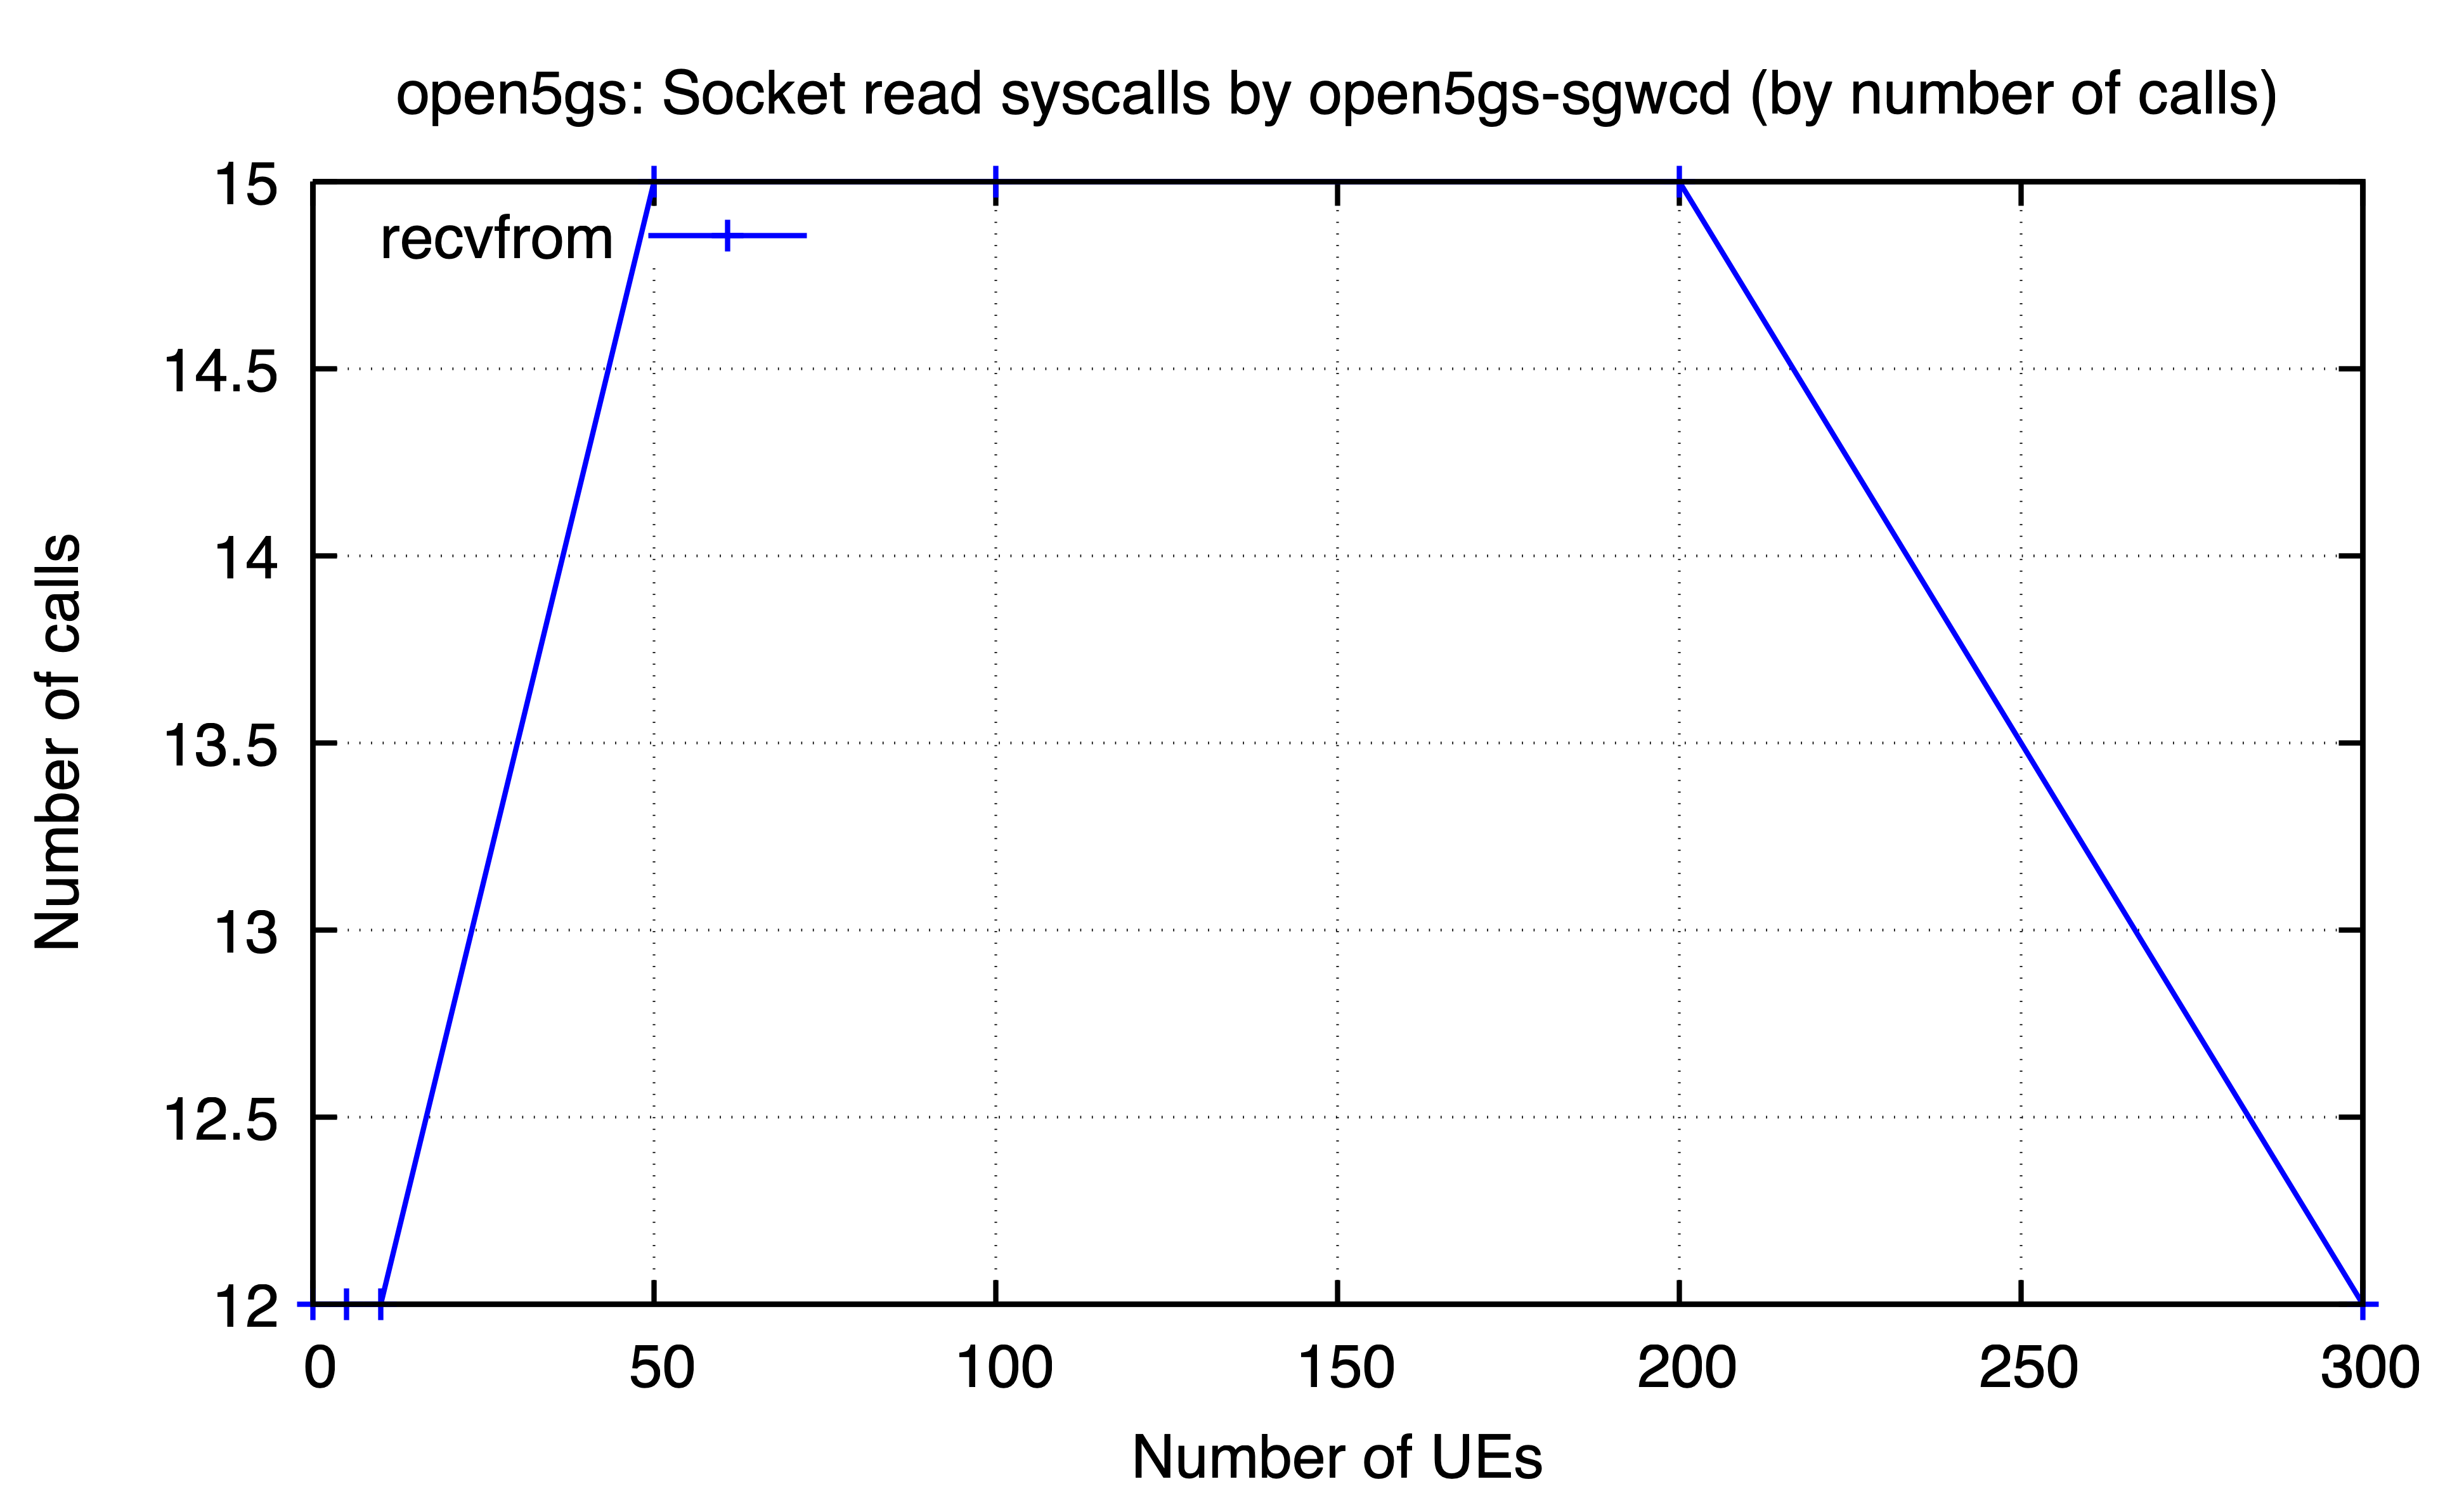 open5gs: Socket read syscalls by open5gs-sgwcd (by number of calls)
15
recvfrom
14.5
14
13.5
13
12.5
12
Number of calls
0 50 100 150 200 250 300
Number of UEs